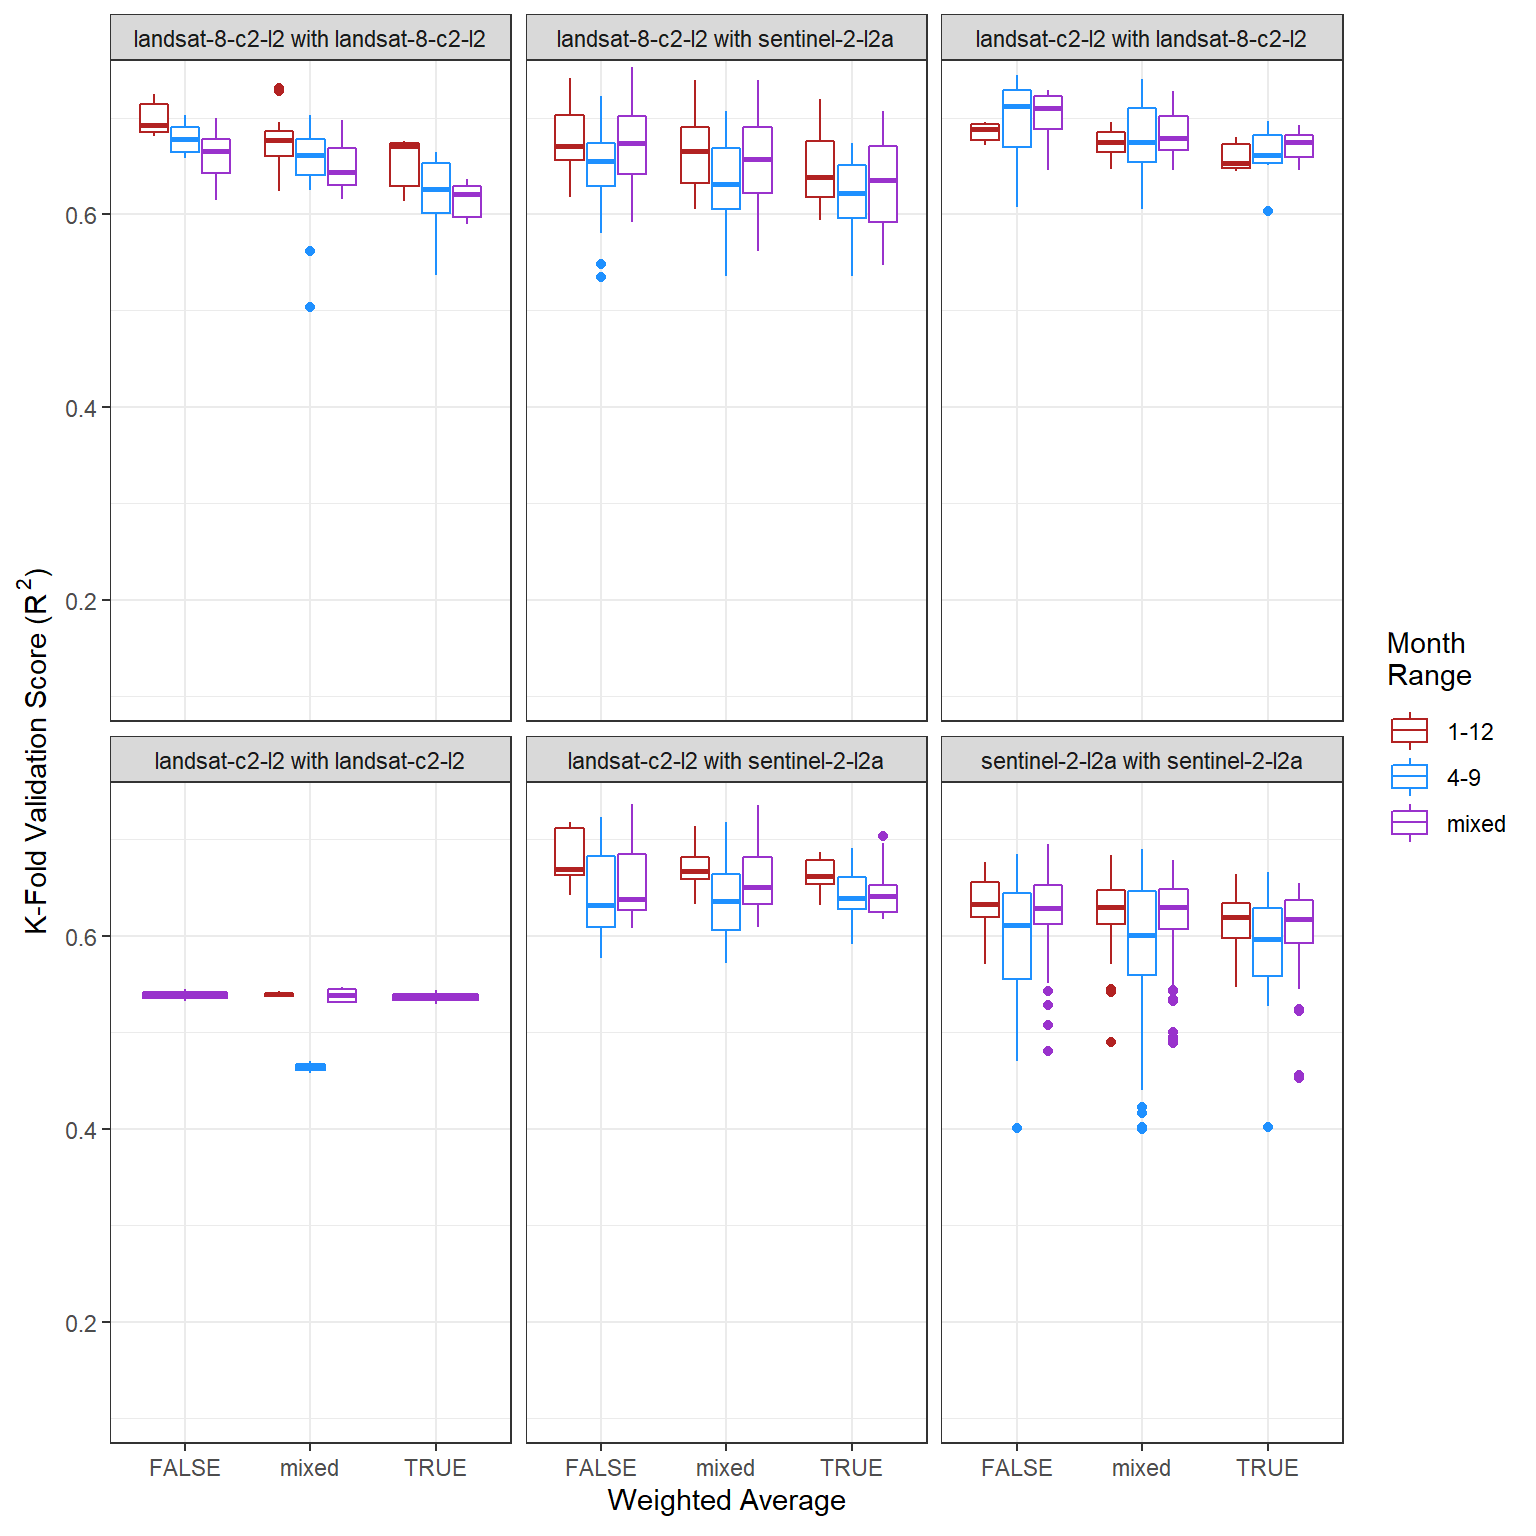 landsat-8-c2-l2 with landsat-8-c2-l2
landsat-8-c2-l2 with sentinel-2-l2a
landsat-c2-l2 with landsat-8-c2-l2
0.6
0.4
0.2
landsat-c2-l2 with landsat-c2-l2
landsat-c2-l2 with sentinel-2-l2a
sentinel-2-l2a with sentinel-2-l2a
0.6
0.4
0.2
K-Fold Validation Score (R²)
FALSE mixed TRUE
FALSE mixed TRUE
FALSE mixed TRUE
Weighted Average
Month
Range
1-12
4-9
mixed